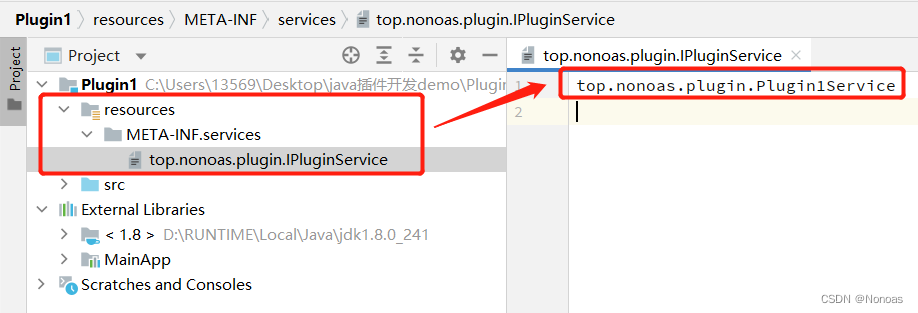 Plugin1 resources META-INF services top.nonoas.plugin.IPluginService
Project
Project
Plugin1 C:\Users\13569\Desktop\java插件开发demo\Plugin
resources
META-INF.services
top.nonoas.plugin.IPluginService
src
External Libraries
< 1.8 > D:\RUNTIME\Local\Java\jdk1.8.0_241
MainApp
Scratches and Consoles
top.nonoas.plugin.IPluginService
1 top.nonoas.plugin.Plugin1Service
2
CSDN @Nonoas